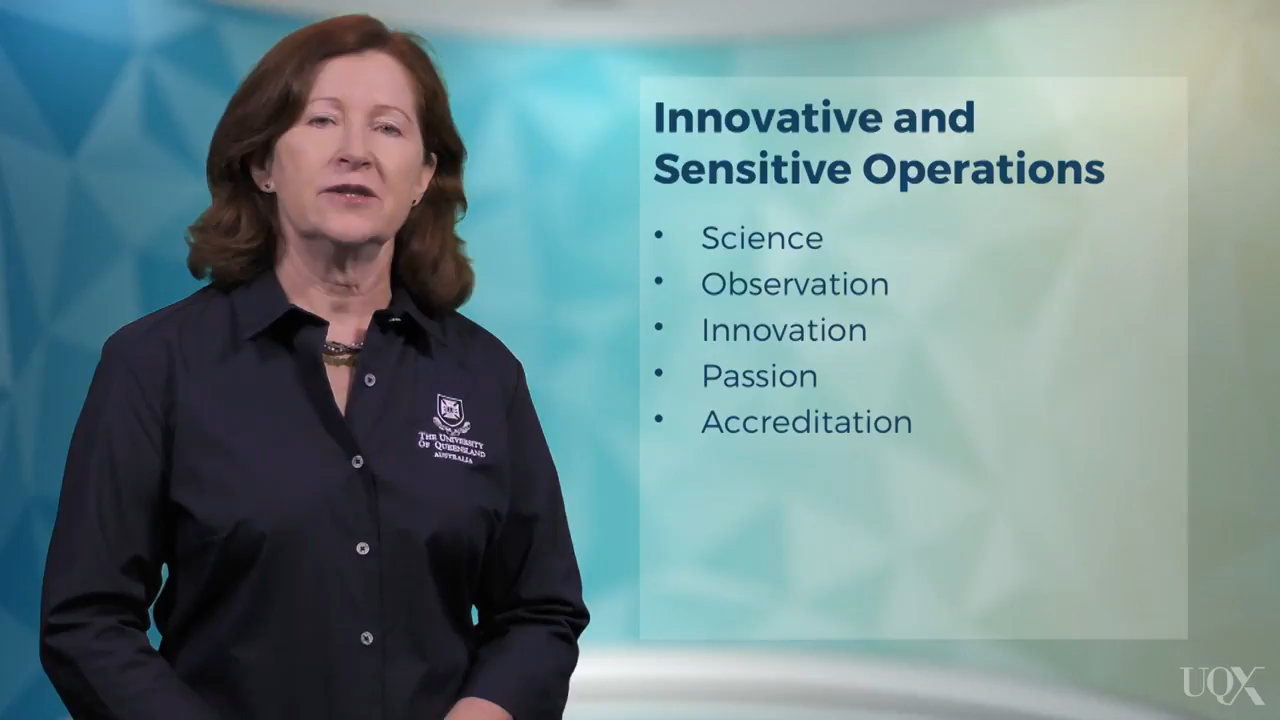 Innovative and
Sensitive Operations
• Science
• Observation
• Innovation
• Passion
• Accreditation
THE UNIVERSITY
OF QUEENSLAND
AUSTRALIA
UQX